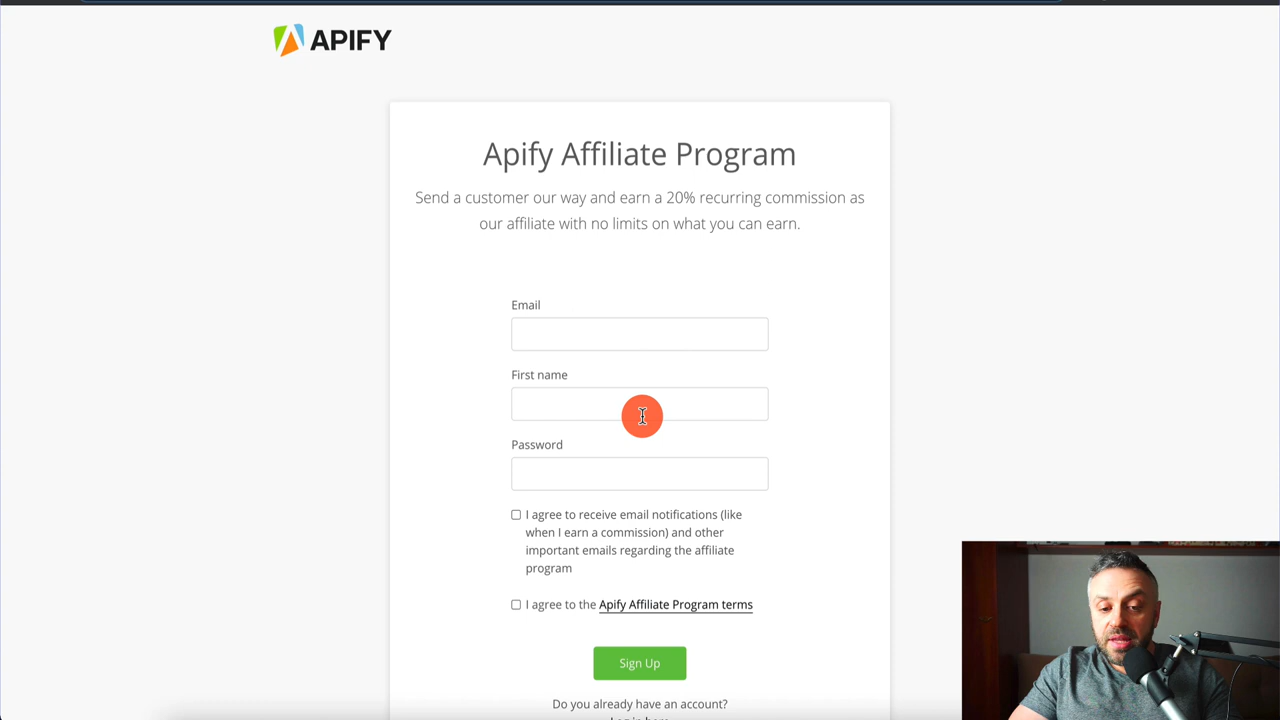 APIFY
Apify Affiliate Program
Send a customer our way and earn a 20% recurring commission as
our affiliate with no limits on what you can earn.
Email
First name
Password
I agree to receive email notifications (like
when I earn a commission) and other
important emails regarding the affiliate
program
I agree to the Apify Affiliate Program terms
Sign Up
Do you already have an account?
Log in here